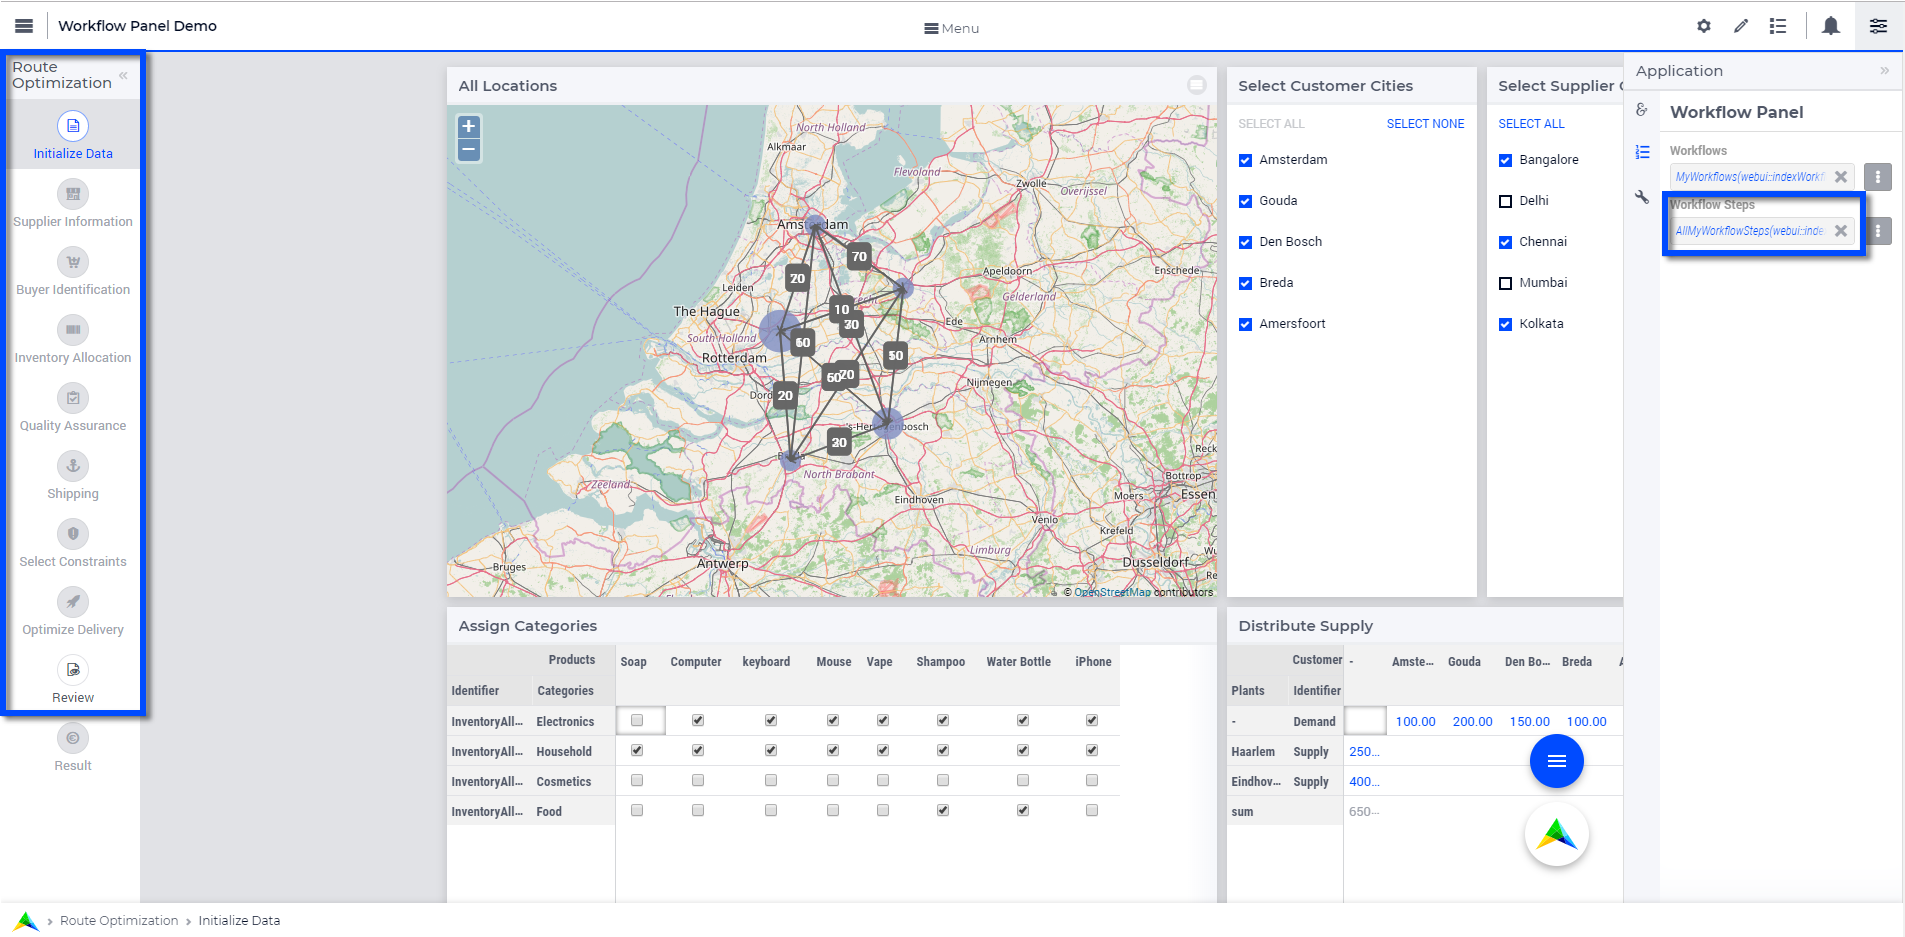 Workflow Panel Demo
Menu
Route
Optimization
«
Initialize Data
Supplier Information
Buyer Identification
Inventory Allocation
Quality Assurance
Shipping
Select Constraints
Optimize Delivery
Review
Result
All Locations
+
−
North Holland
Alkmaar
Flevoland
Zwolle
Overijssel
Amsterdam
70
20
Leiden
Apeldoorn
Enschede
Gelderland
The Hague
10
30
Ede
South Holland
60
Arnhem
Rotterdam
50
60
70
Nijmegen
20
's-Hertogenbosch
20
Breda
North Brabant
Zeeland
Bottrop
Eindhoven
Moers
Essen
Venlo
Krefeld
Limburg
Antwerp
Bruges
Dusseldorf
© OpenStreetMap contributors
Select Customer Cities
SELECT ALL
SELECT NONE
Amsterdam
Gouda
Den Bosch
Breda
Amersfoort
Select Supplier
SELECT ALL
Bangalore
Delhi
Chennai
Mumbai
Kolkata
Application
»
Workflow Panel
Workflows
MyWorkflows(webui::indexWorkf
Workflow Steps
AllMyWorkflowSteps(webui::inde
Assign Categories
Products Soap Computer keyboard Mouse Vape Shampoo Water Bottle iPhone
Identifier Categories
InventoryAll... Electronics
InventoryAll... Household
InventoryAll... Cosmetics
InventoryAll... Food
Distribute Supply
Customer - Amste... Gouda Den Bo... Breda
Plants Identifier
- Demand 100.00 200.00 150.00 100.00
Haarlem Supply 250...
Eindhov... Supply 400...
sum 650...
› Route Optimization › Initialize Data